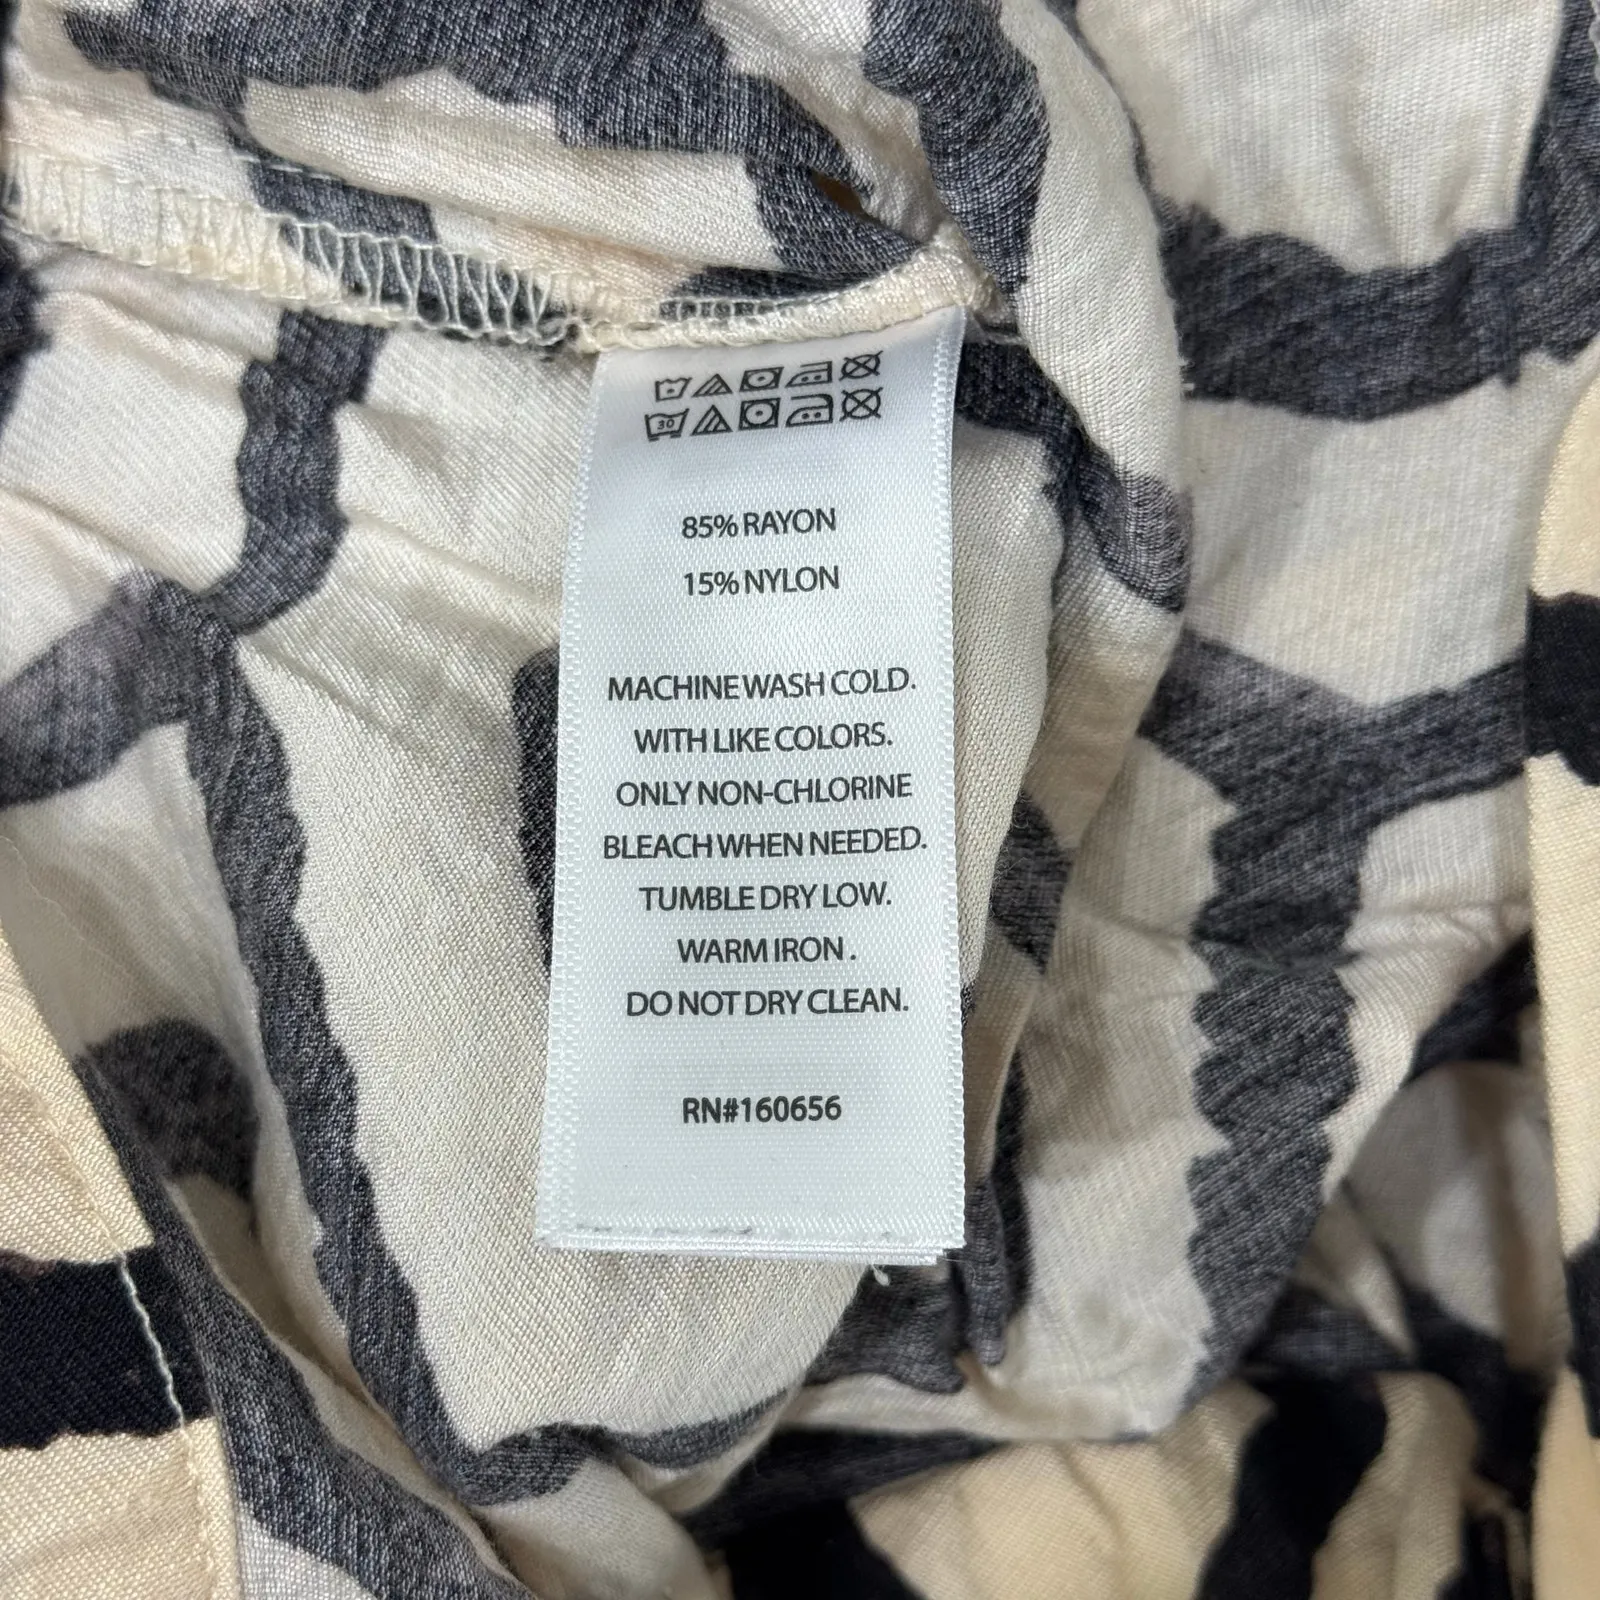 30
85% RAYON
15% NYLON
MACHINE WASH COLD.
WITH LIKE COLORS.
ONLY NON-CHLORINE
BLEACH WHEN NEEDED.
TUMBLE DRY LOW.
WARM IRON .
DO NOT DRY CLEAN.
RN#160656